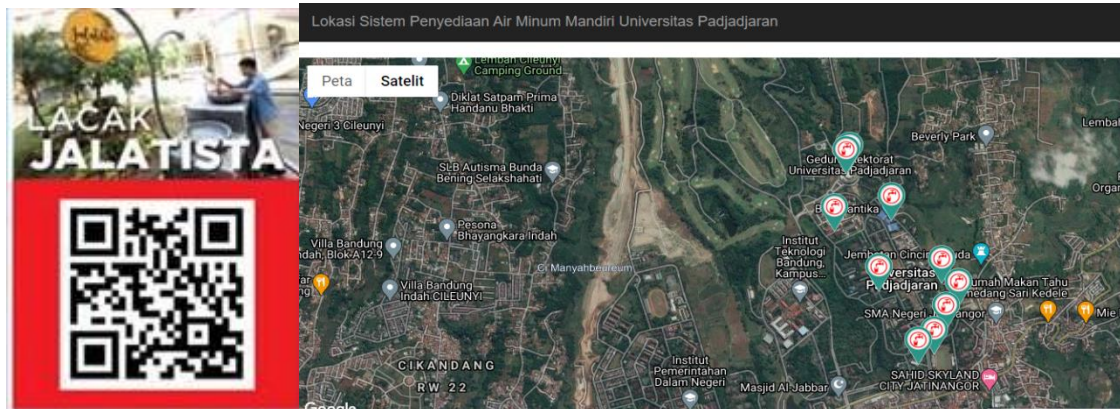 LACAK
JALATISTA
Lokasi Sistem Penyediaan Air Minum Mandiri Universitas Padjadjaran
Peta
Satelit
Lembah Cileunyi
Camping Ground
Diklat Satpam Prima
Handanu Bhakti
Negeri 3 Cileunyi
SLB Autisma Bunda
Bening Selakshahati
Pesona
Bhayangkara Indah
Villa Bandung
Indah, Blok A12-9
Villa Bandung
Indah CILEUNYI
Ci Manyahbeureum
CIKANDANG
RW 22
Beverly Park
Lembah
Organ
Universitas Padjadjaran
Institut
Teknologi
Bandung,
Kampus...
Universitas
Padjadjaran
SMA Negeri
Institut
Pemerintahan
Dalam Negeri
Masjid Al-Jabbar
SAHID SKYLAND
CITY JATINANGOR
Mie
Google